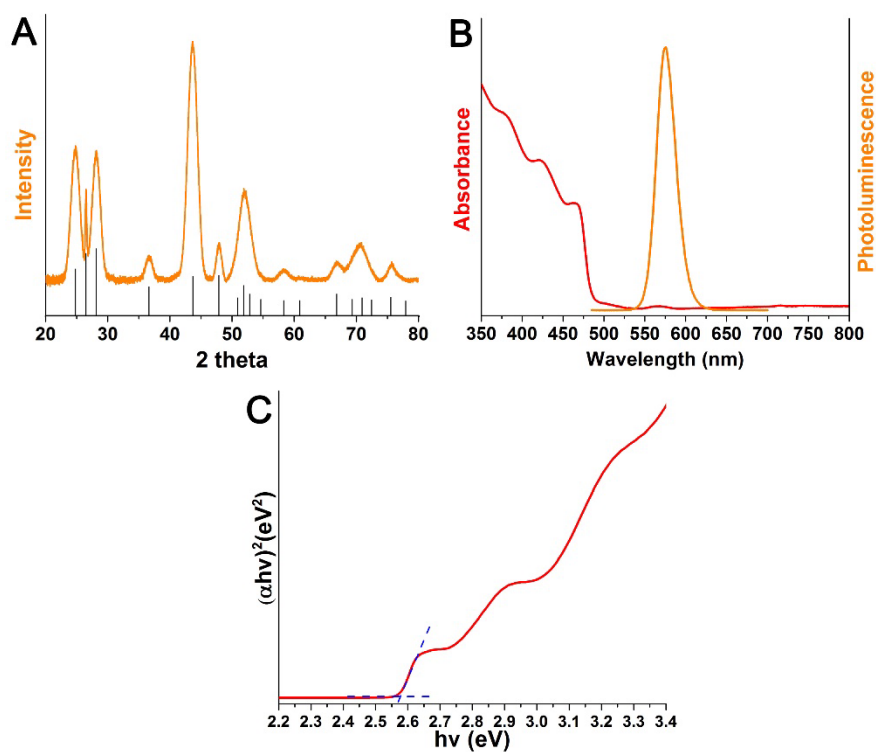 A
Intensity
20 30 40 50 60 70 80
2 theta
B
Absorbance
Photoluminescence
350 400 450 500 550 600 650 700 750 800
Wavelength (nm)
C
(αhv)²(eV²)
2.2 2.3 2.4 2.5 2.6 2.7 2.8 2.9 3.0 3.1 3.2 3.3 3.4
hv (eV)